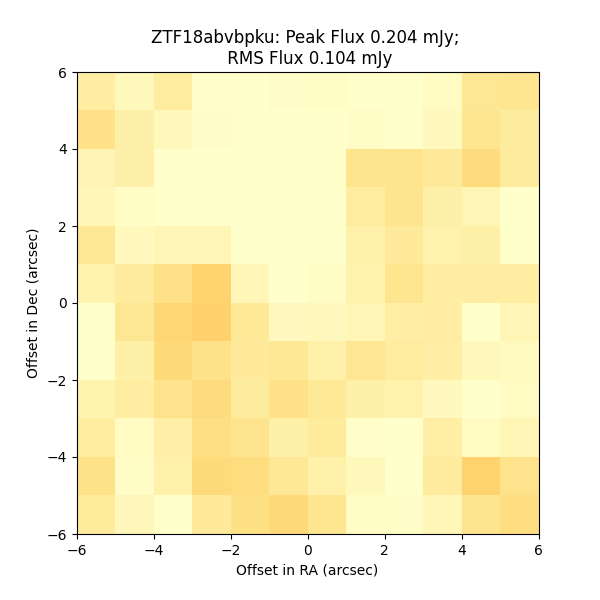 ZTF18abvbpku: Peak Flux 0.204 mJy;
RMS Flux 0.104 mJy
6
4
2
0
−2
−4
−6
Offset in Dec (arcsec)
−6 −4 −2 0 2 4 6
Offset in RA (arcsec)